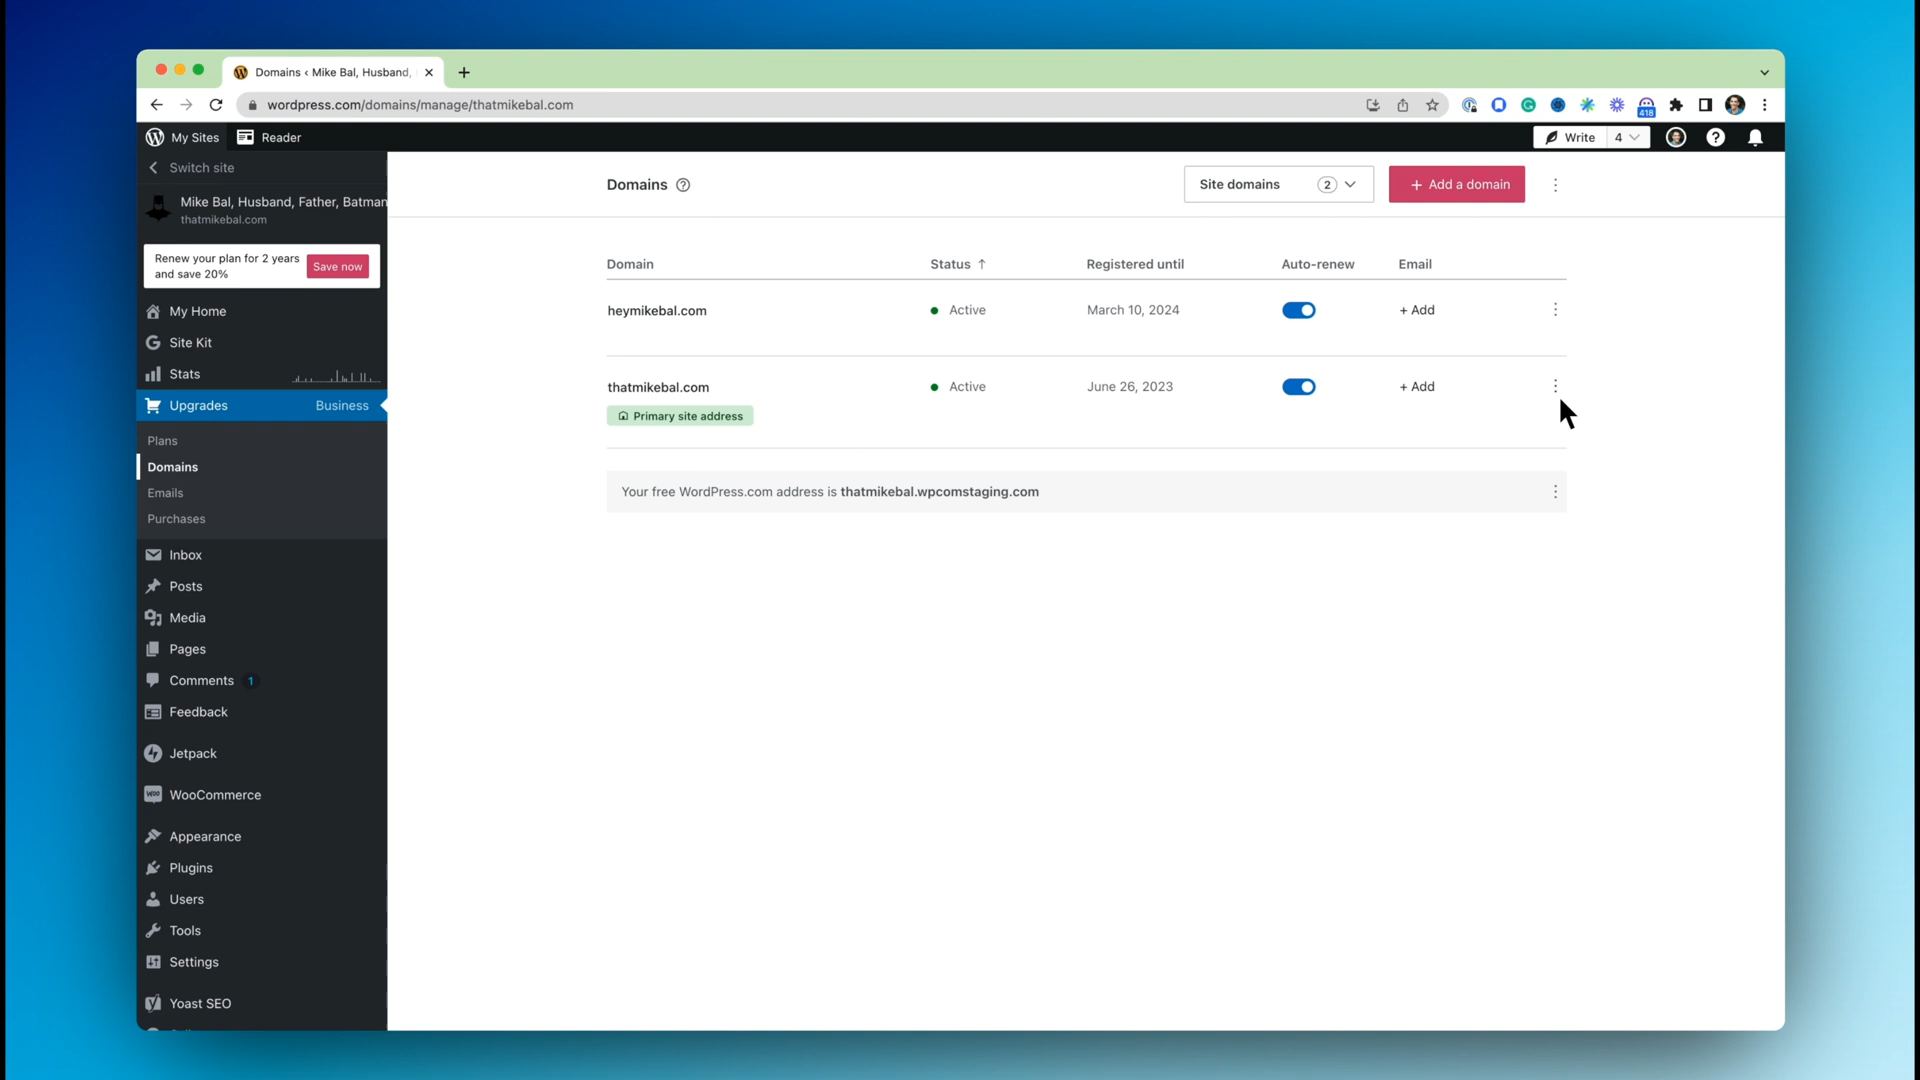 Domains ‹ Mike Bal, Husband,
wordpress.com/domains/manage/thatmikebal.com
418
My Sites
Reader
Write 4
Switch site
Mike Bal, Husband, Father, Batman
thatmikebal.com
Renew your plan for 2 years
and save 20%
Save now
My Home
Site Kit
Stats
Upgrades Business
Plans
Domains
Emails
Purchases
Inbox
Posts
Media
Pages
Comments 1
Feedback
Jetpack
WooCommerce
Appearance
Plugins
Users
Tools
Settings
Yoast SEO
Domains
Site domains 2
+ Add a domain
Domain Status ↑ Registered until Auto-renew Email
heymikebal.com Active March 10, 2024 + Add
thatmikebal.com Active June 26, 2023 + Add
Primary site address
Your free WordPress.com address is thatmikebal.wpcomstaging.com